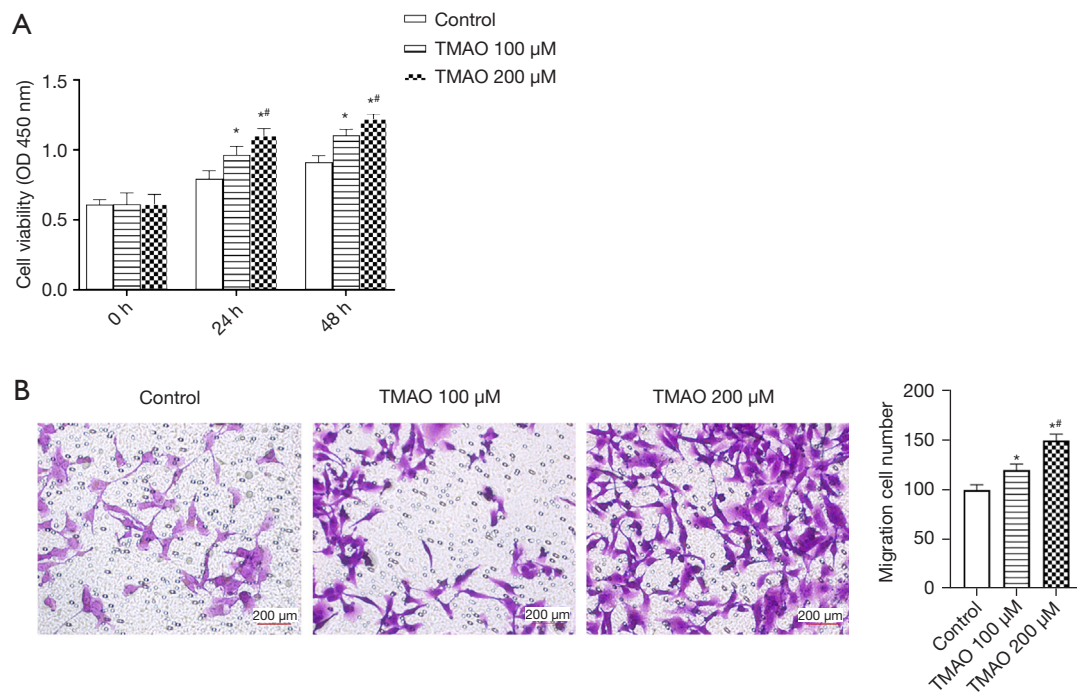 A
Control
TMAO 100 µM
TMAO 200 µM
Cell viability (OD 450 nm)
1.5
1.0
0.5
0.0
*
*#
*
*#
0 h
24 h
48 h
B
Control
TMAO 100 µM
TMAO 200 µM
200 µm
200 µm
200 µm
Migration cell number
200
150
100
50
0
*
*#
Control
TMAO 100 µM
TMAO 200 µM